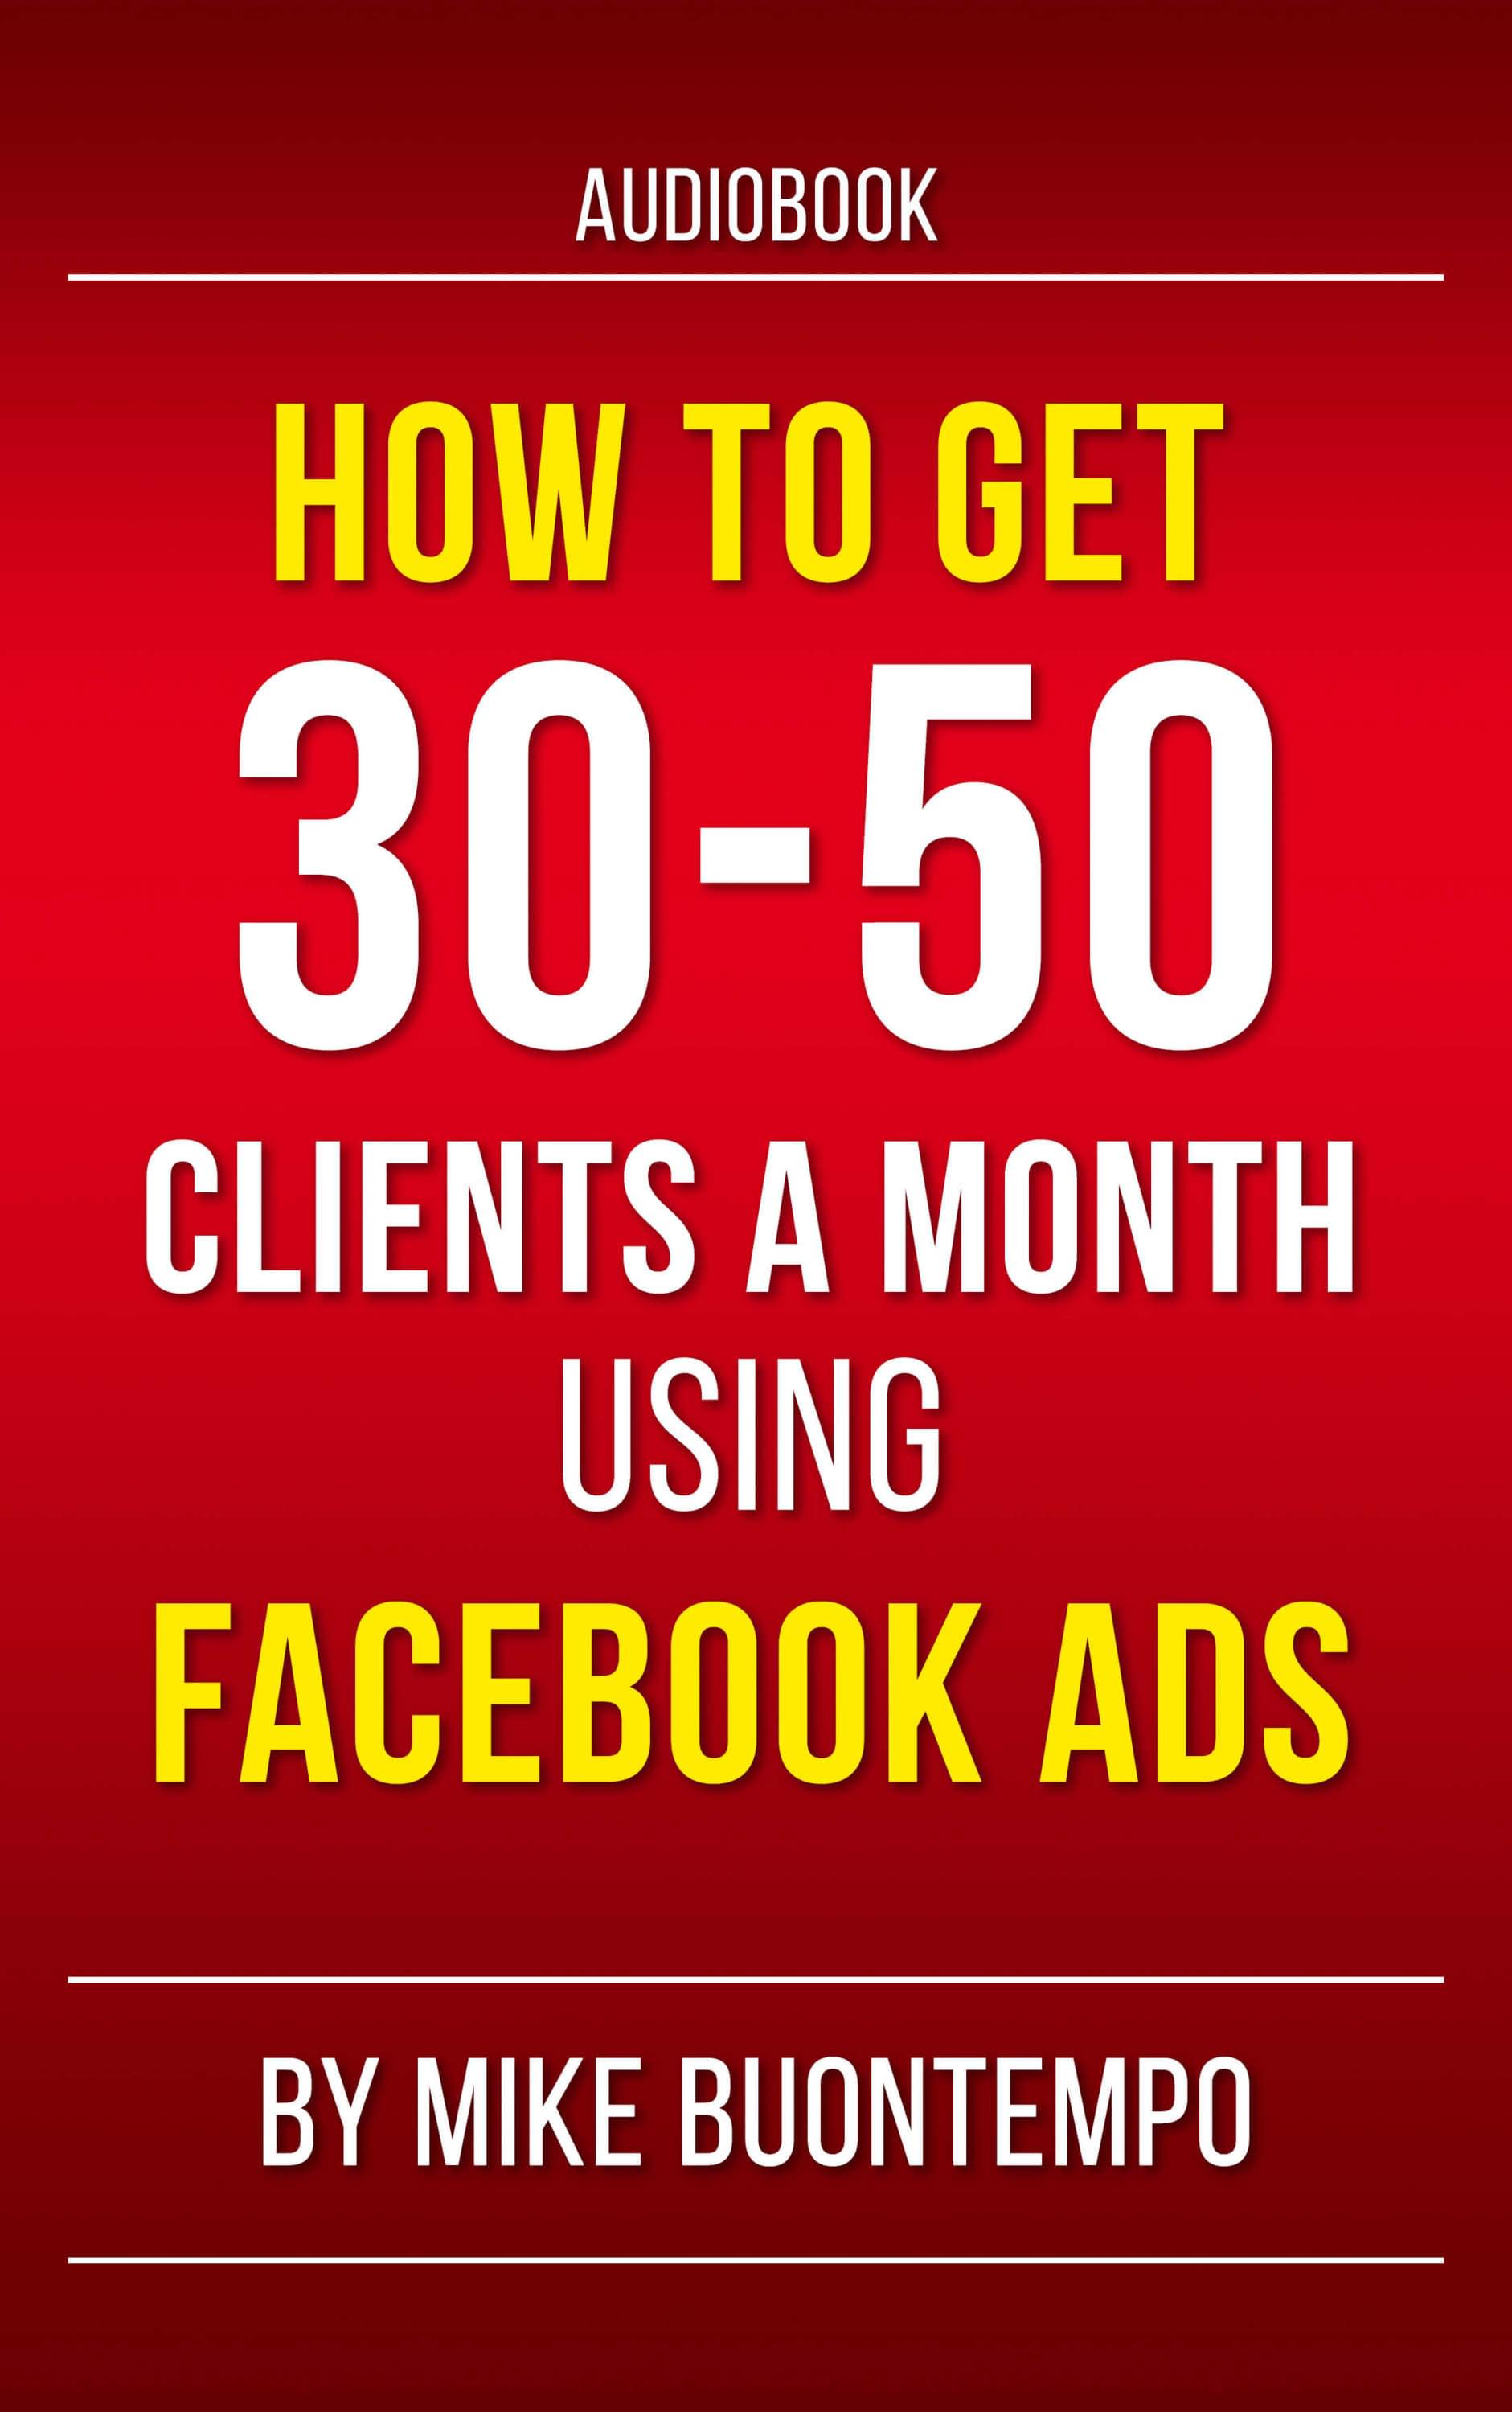 AUDIOBOOK
HOW TO GET
30-50
CLIENTS A MONTH
USING
FACEBOOK ADS
BY MIKE BUONTEMPO